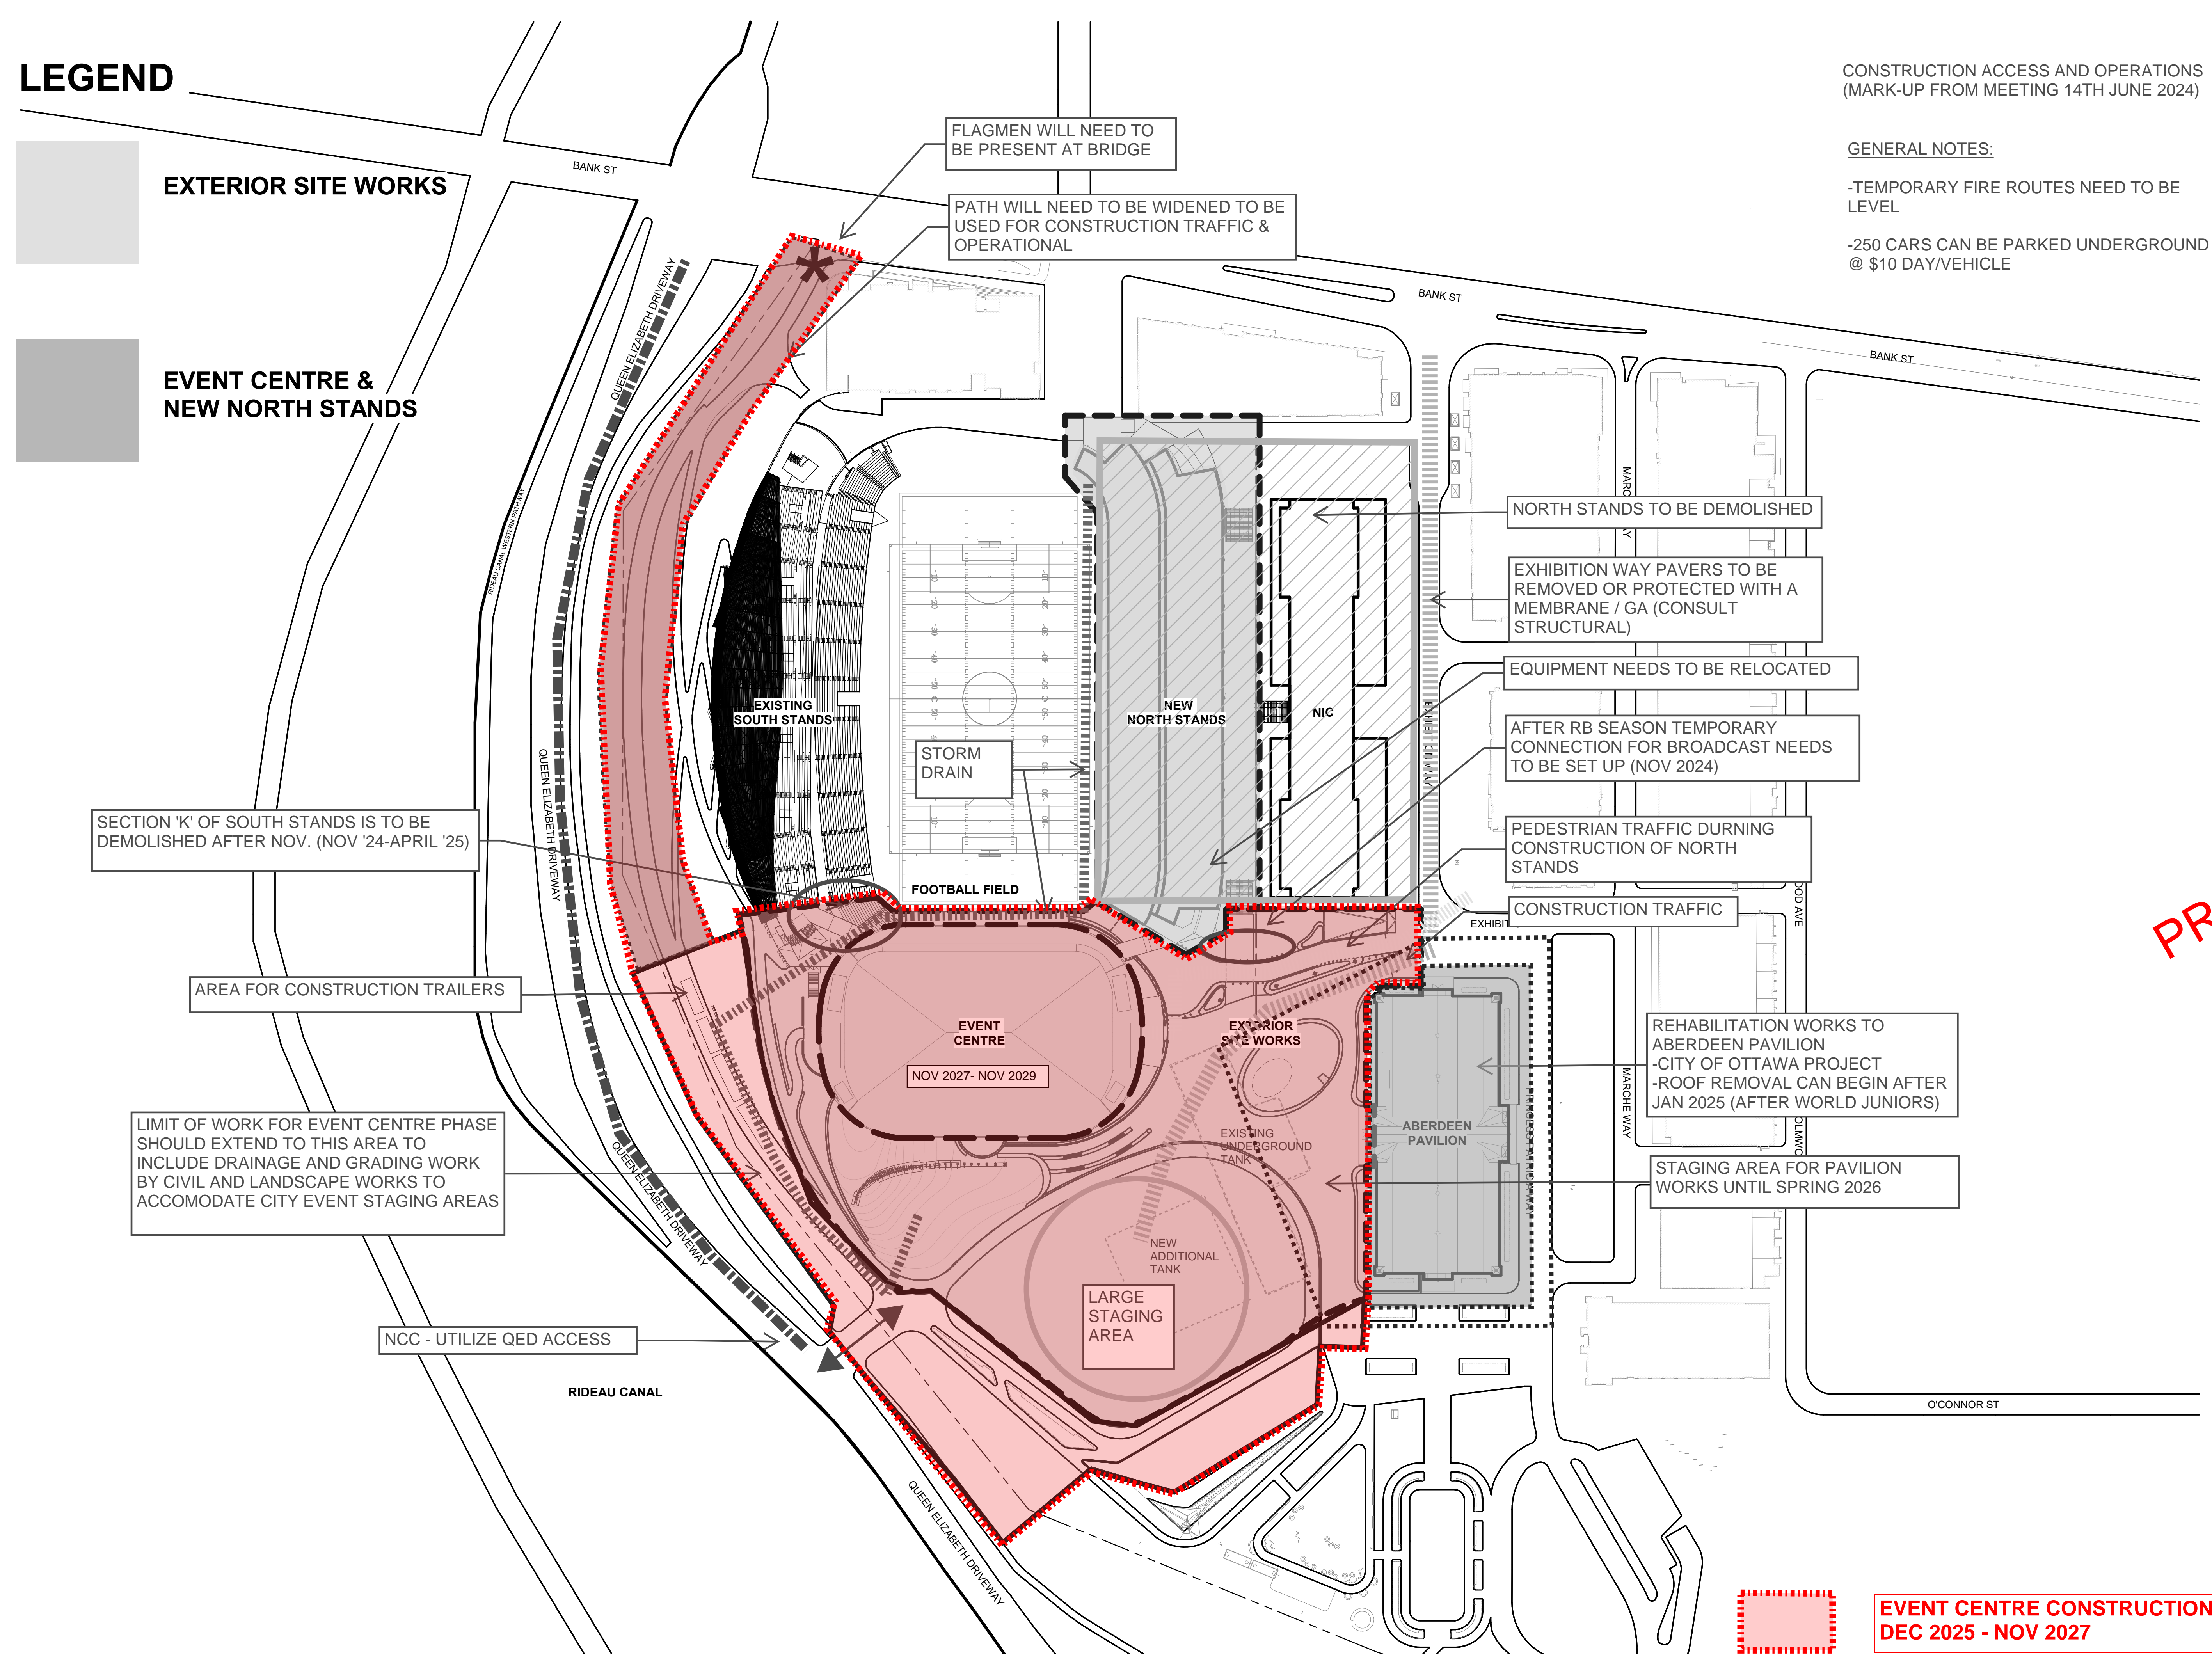 LEGEND
EXTERIOR SITE WORKS
EVENT CENTRE &
NEW NORTH STANDS
CONSTRUCTION ACCESS AND OPERATIONS
(MARK-UP FROM MEETING 14TH JUNE 2024)
GENERAL NOTES:
-TEMPORARY FIRE ROUTES NEED TO BE
LEVEL
-250 CARS CAN BE PARKED UNDERGROUND
@ $10 DAY/VEHICLE
FLAGMEN WILL NEED TO
BE PRESENT AT BRIDGE
PATH WILL NEED TO BE WIDENED TO BE
USED FOR CONSTRUCTION TRAFFIC &
OPERATIONAL
BANK ST
BANK ST
BANK ST
QUEEN ELIZABETH DRIVEWAY
RIDEAU CANAL WESTERN PATHWAY
QUEEN ELIZABETH DRIVEWAY
NORTH STANDS TO BE DEMOLISHED
EXHIBITION WAY PAVERS TO BE
REMOVED OR PROTECTED WITH A
MEMBRANE / GA (CONSULT
STRUCTURAL)
EQUIPMENT NEEDS TO BE RELOCATED
AFTER RB SEASON TEMPORARY
CONNECTION FOR BROADCAST NEEDS
TO BE SET UP (NOV 2024)
PEDESTRIAN TRAFFIC DURNING
CONSTRUCTION OF NORTH
STANDS
CONSTRUCTION TRAFFIC
EXISTING
SOUTH STANDS
NEW
NORTH STANDS
NIC
STORM
DRAIN
FOOTBALL FIELD
SECTION 'K' OF SOUTH STANDS IS TO BE
DEMOLISHED AFTER NOV. (NOV '24-APRIL '25)
AREA FOR CONSTRUCTION TRAILERS
EVENT
CENTRE
NOV 2027- NOV 2029
EXTERIOR
SITE WORKS
EXISTING
UNDERGROUND
TANK
ABERDEEN
PAVILION
MARCHE WAY
REHABILITATION WORKS TO
ABERDEEN PAVILION
-CITY OF OTTAWA PROJECT
-ROOF REMOVAL CAN BEGIN AFTER
JAN 2025 (AFTER WORLD JUNIORS)
STAGING AREA FOR PAVILION
WORKS UNTIL SPRING 2026
LIMIT OF WORK FOR EVENT CENTRE PHASE
SHOULD EXTEND TO THIS AREA TO
INCLUDE DRAINAGE AND GRADING WORK
BY CIVIL AND LANDSCAPE WORKS TO
ACCOMODATE CITY EVENT STAGING AREAS
QUEEN ELIZABETH DRIVEWAY
NEW
ADDITIONAL
TANK
LARGE
STAGING
AREA
NCC - UTILIZE QED ACCESS
RIDEAU CANAL
QUEEN ELIZABETH DRIVEWAY
O'CONNOR ST
EVENT CENTRE CONSTRUCTION
DEC 2025 - NOV 2027